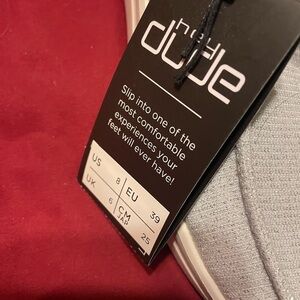 hey
dude
Slip into one of the
most comfortable
experiences your
feet will ever have!
US 8 EU 39
UK 6 CM JAP 25